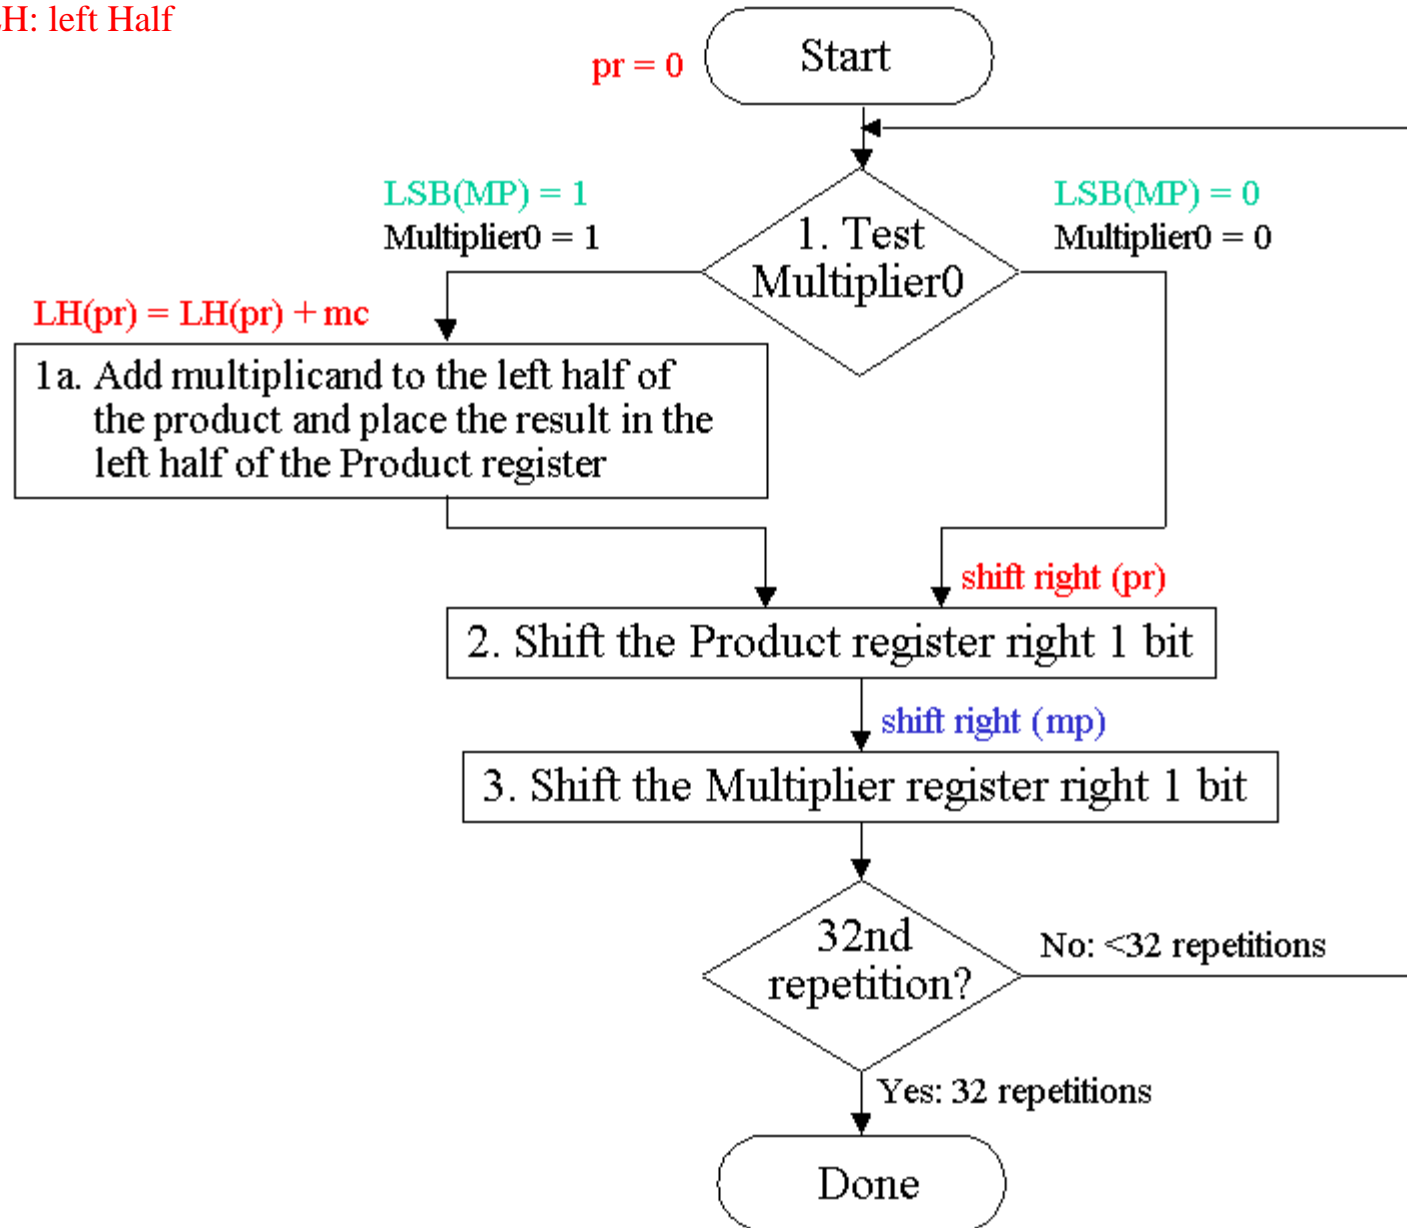 H: left Half
Start
pr = 0
LSB(MP) = 1
Multiplier0 = 1
1. Test
Multiplier0
LSB(MP) = 0
Multiplier0 = 0
LH(pr) = LH(pr) + mc
1a. Add multiplicand to the left half of
the product and place the result in the
left half of the Product register
shift right (pr)
2. Shift the Product register right 1 bit
shift right (mp)
3. Shift the Multiplier register right 1 bit
32nd
repetition?
No: <32 repetitions
Yes: 32 repetitions
Done